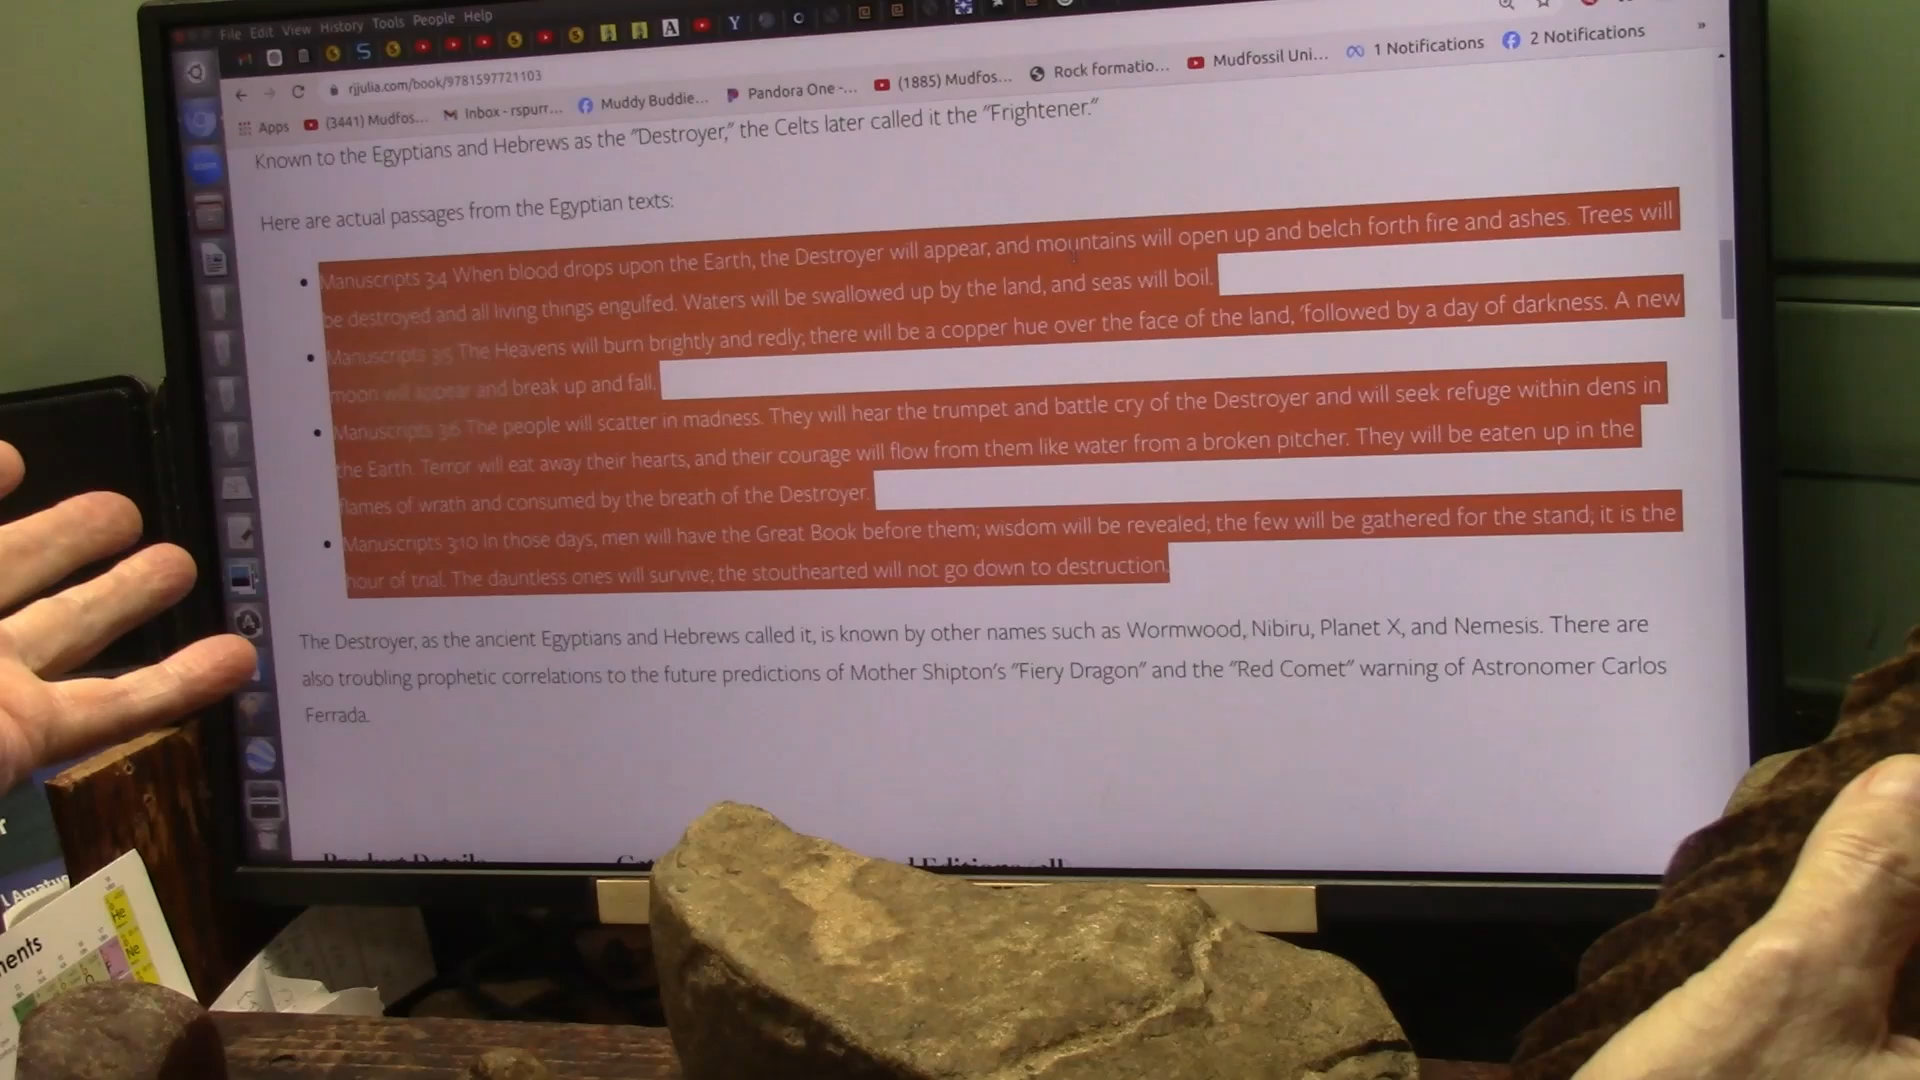 File Edit View History Tools People Help
rjjulia.com/book/9781597721103
Apps (3441) Mudfos... Inbox - rspurr... Muddy Buddie... Pandora One -... (1885) Mudfos... Rock formatio... Mudfossil Uni... 1 Notifications 2 Notifications »
Known to the Egyptians and Hebrews as the "Destroyer," the Celts later called it the "Frightener."
Here are actual passages from the Egyptian texts:
• Manuscripts 3:4 When blood drops upon the Earth, the Destroyer will appear, and mountains will open up and belch forth fire and ashes. Trees will
be destroyed and all living things engulfed. Waters will be swallowed up by the land, and seas will boil.
• Manuscripts 3:5 The Heavens will burn brightly and redly; there will be a copper hue over the face of the land, 'followed by a day of darkness. A new
moon will appear and break up and fall.
• Manuscripts 3:6 The people will scatter in madness. They will hear the trumpet and battle cry of the Destroyer and will seek refuge within dens in
the Earth. Terror will eat away their hearts, and their courage will flow from them like water from a broken pitcher. They will be eaten up in the
flames of wrath and consumed by the breath of the Destroyer.
• Manuscripts 3:10 In those days, men will have the Great Book before them; wisdom will be revealed; the few will be gathered for the stand; it is the
hour of trial. The dauntless ones will survive; the stouthearted will not go down to destruction.
The Destroyer, as the ancient Egyptians and Hebrews called it, is known by other names such as Wormwood, Nibiru, Planet X, and Nemesis. There are
also troubling prophetic correlations to the future predictions of Mother Shipton's "Fiery Dragon" and the "Red Comet" warning of Astronomer Carlos
Ferrada.
Product Details
He
Ne